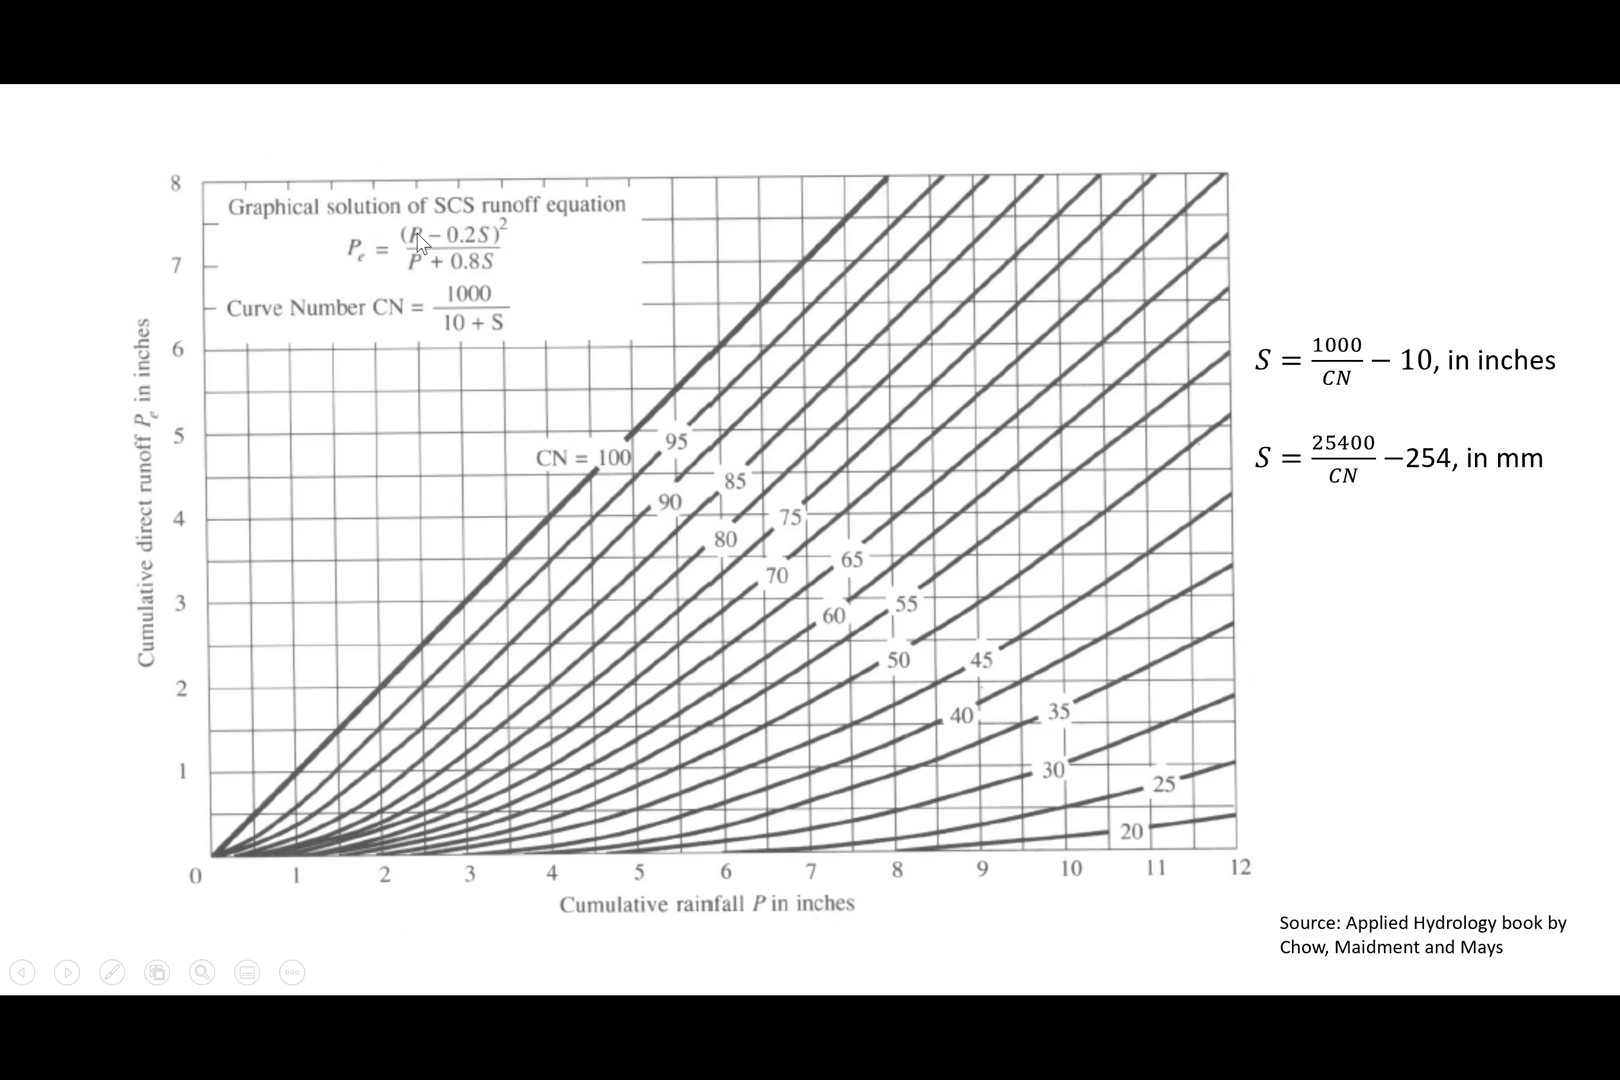 8
Graphical solution of SCS runoff equation
P_e = (P – 0.2S)^2 / P + 0.8S
7
Curve Number CN = 1000 / 10 + S
6
5
4
3
2
1
Cumulative direct runoff P_e in inches
CN = 100
95
90
85
80
75
70
65
60
55
50
45
40
35
30
25
20
0 1 2 3 4 5 6 7 8 9 10 11 12
Cumulative rainfall P in inches
S = 1000 / CN − 10, in inches
S = 25400 / CN −254, in mm
Source: Applied Hydrology book by
Chow, Maidment and Mays